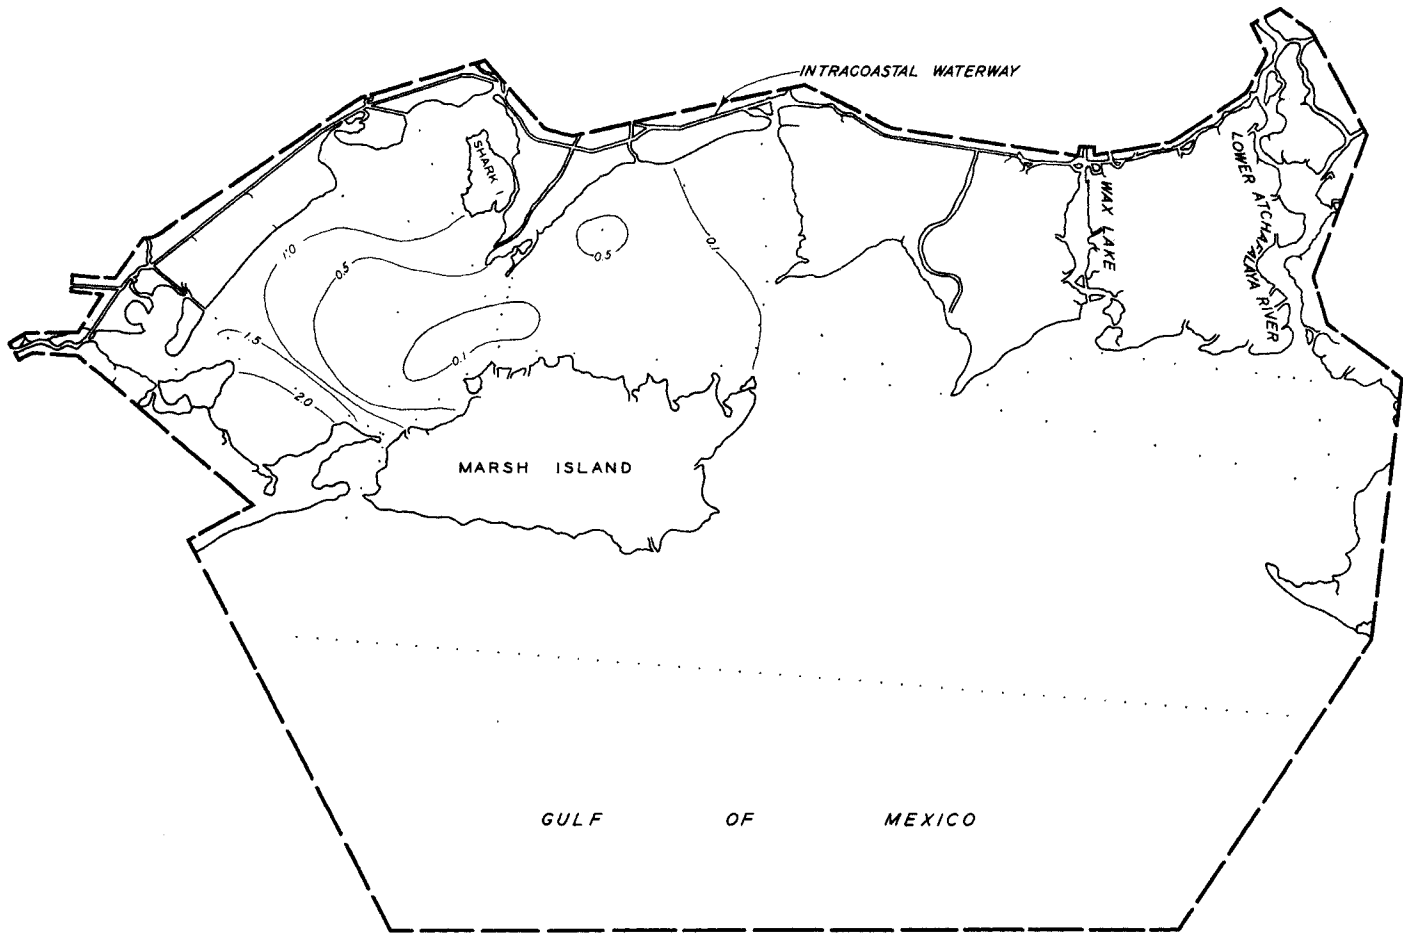 INTRACOASTAL WATERWAY
SHARK I
LOWER ATCHAFALAYA RIVER
WAX LAKE
1.0
0.5
0.5
0.1
1.5
0.1
2.0
MARSH ISLAND
GULF OF MEXICO